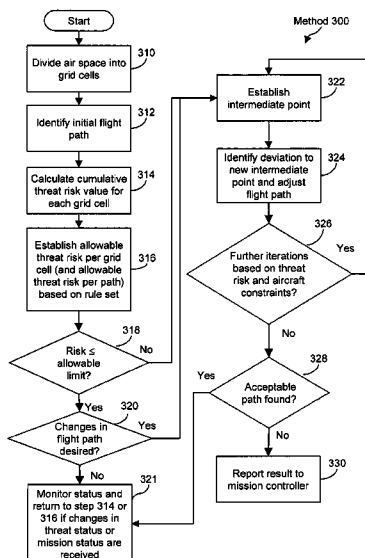 Start
Method 300
Divide air space into
grid cells
310
Identify initial flight
path
312
Calculate cumulative
threat risk value for
each grid cell
314
Establish allowable
threat risk per grid
cell (and allowable
threat risk per path)
based on rule set
316
318
Risk ≤
allowable
limit?
No
Yes
320
Changes in
flight path
desired?
Yes
No
321
Monitor status and
return to step 314 or
316 if changes in
threat status or
mission status are
received
Establish
intermediate point
322
Identify deviation to
new intermediate
point and adjust
flight path
324
326
Further iterations
based on threat
risk and aircraft
constraints?
Yes
No
328
Yes
Acceptable
path found?
No
Report result to
mission controller
330